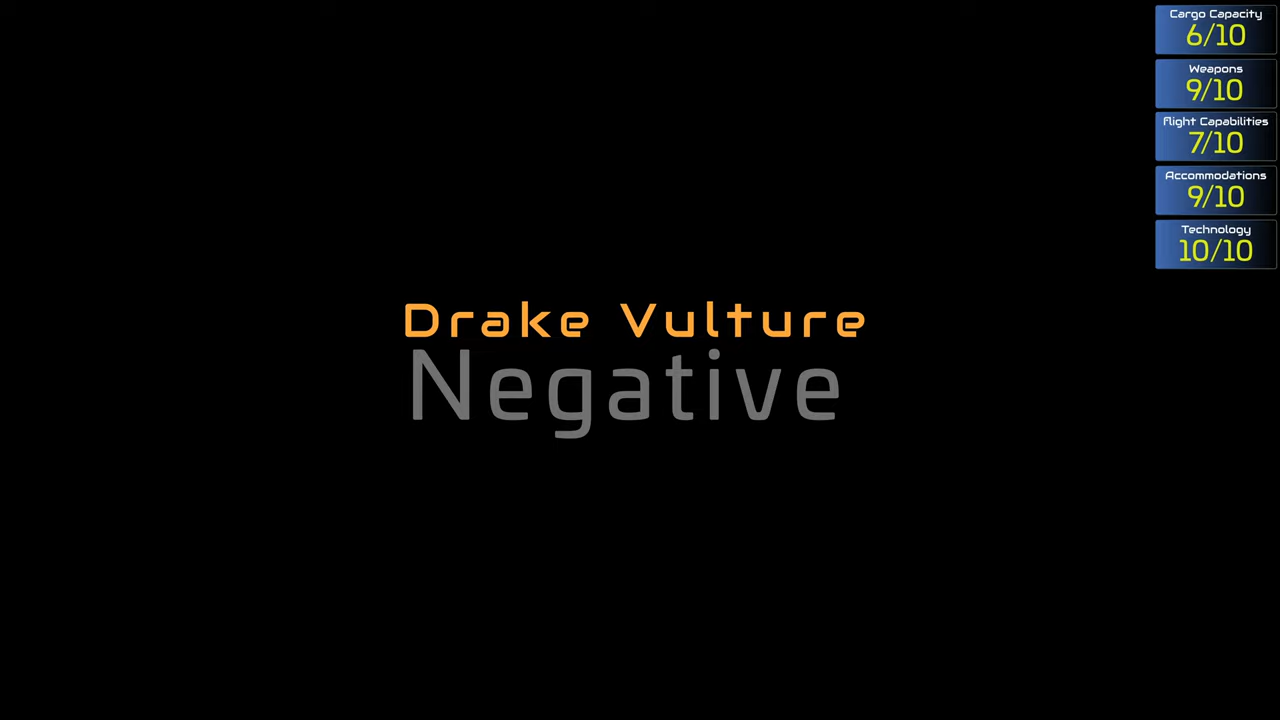 Cargo Capacity
6/10
Weapons
9/10
Flight Capabilities
7/10
Accommodations
9/10
Technology
10/10
Drake Vulture
Negative